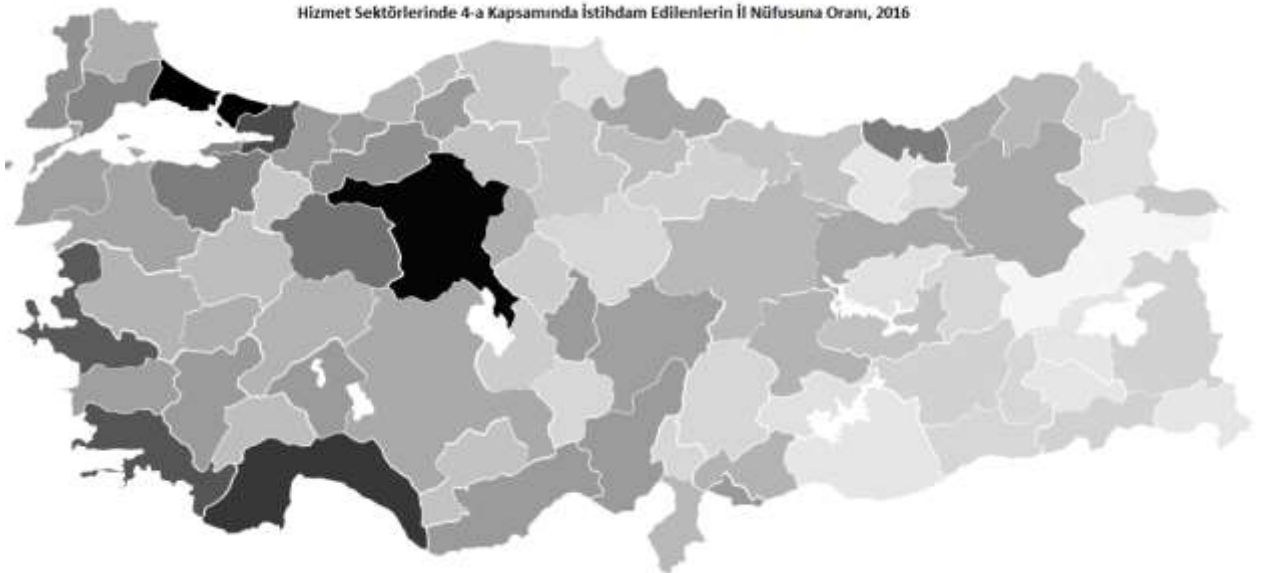 Hizmet Sektörlerinde 4-a Kapsamında İstihdam Edilenlerin İl Nüfusuna Oranı, 2016